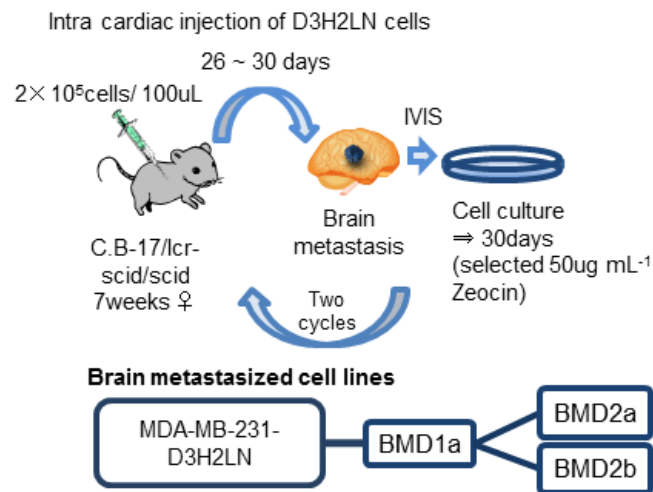 Intra cardiac injection of D3H2LN cells
26 ~ 30 days
2× 10⁵cells/ 100uL
IVIS
Brain
metastasis
Cell culture
⇒ 30days
(selected 50ug mL⁻¹
Zeocin)
C.B-17/Icr-
scid/scid
7weeks ♀
Two
cycles
Brain metastasized cell lines
MDA-MB-231-
D3H2LN
BMD1a
BMD2a
BMD2b